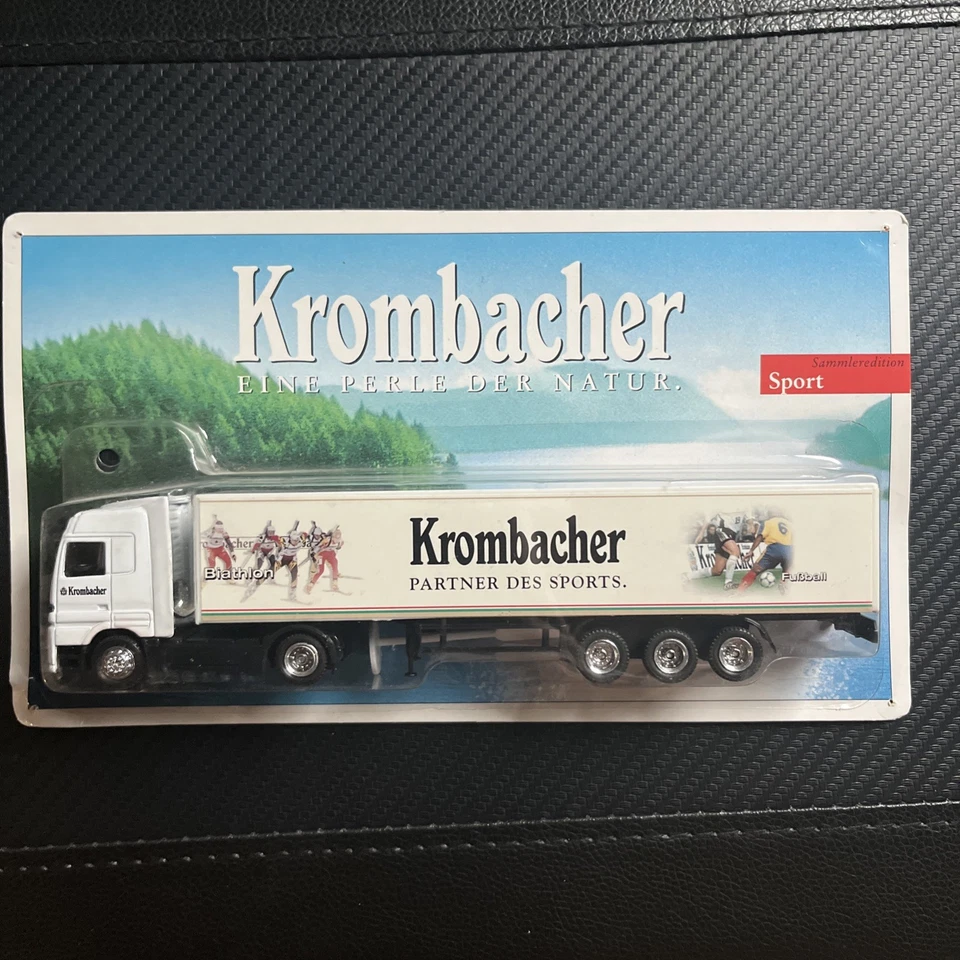 Krombacher
EINE PERLE DER NATUR.
Sammleredition
Sport
Krombacher
PARTNER DES SPORTS.
Biathlon
Fußball
Krombacher